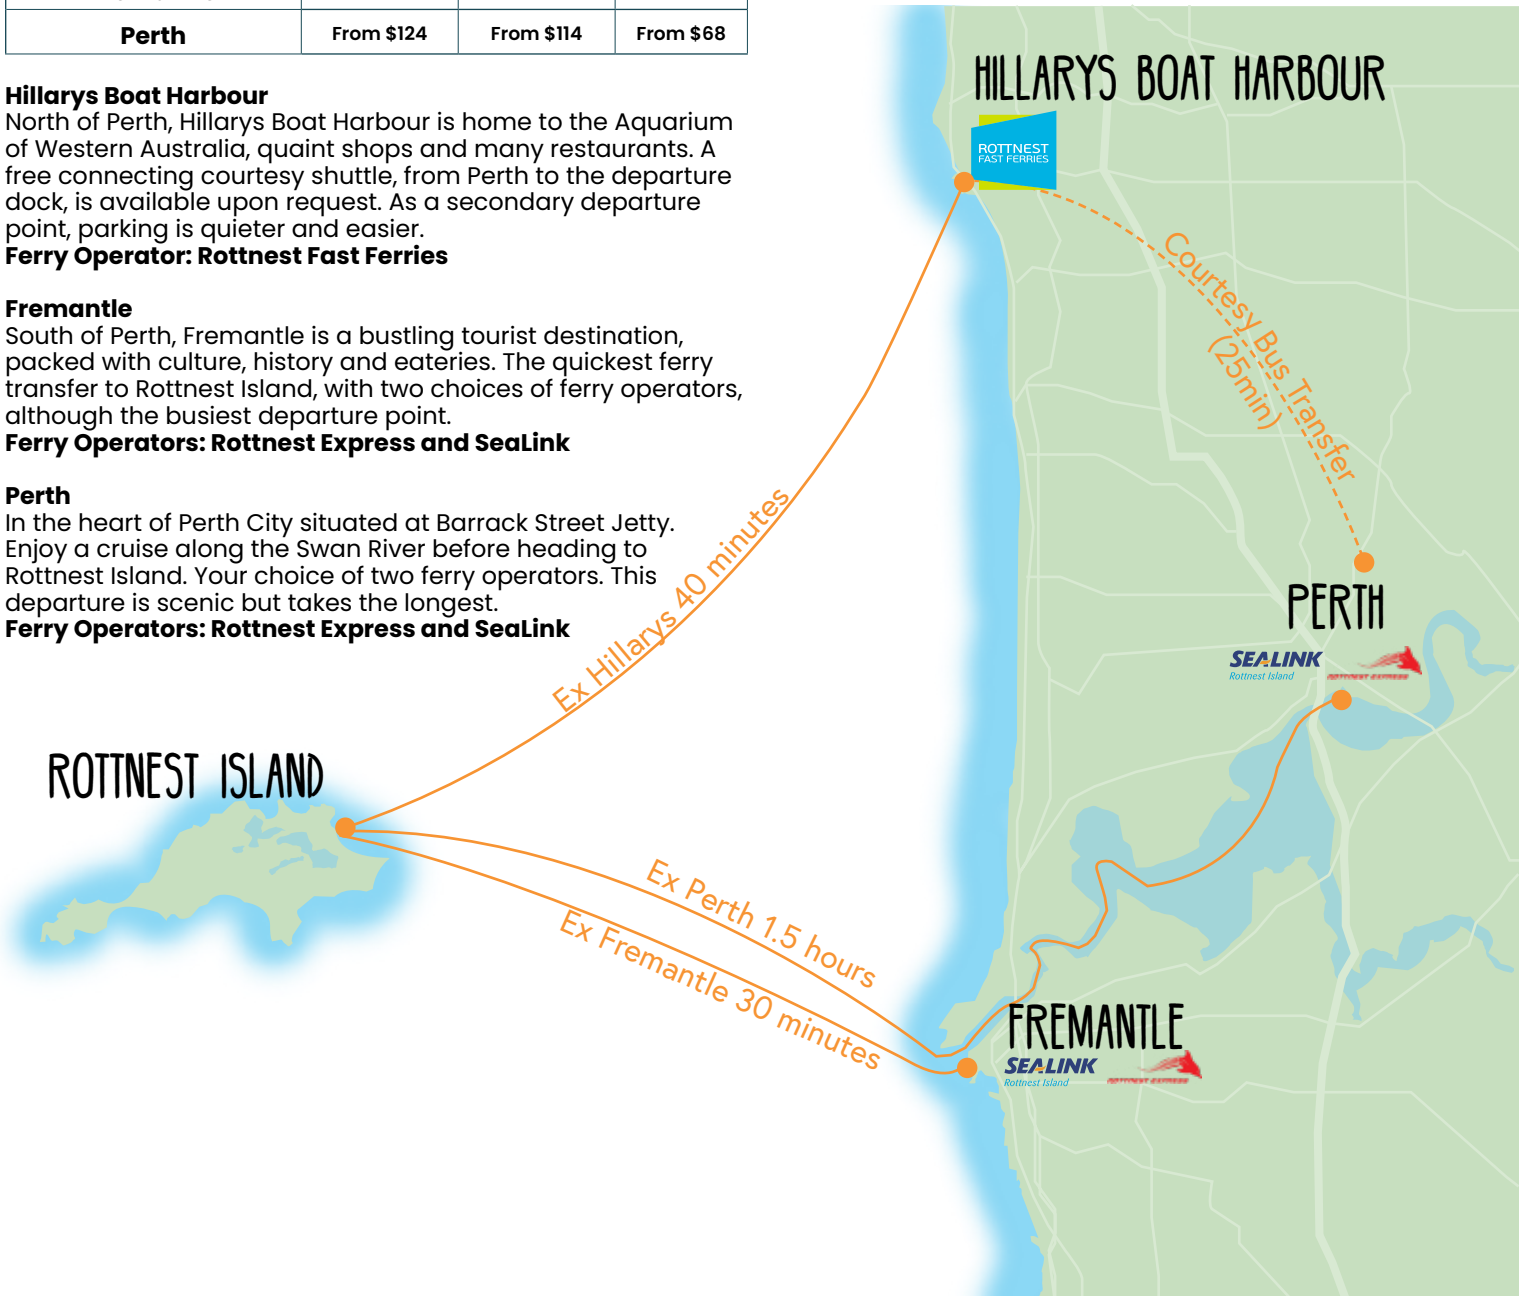 Perth From $124 From $114 From $68
Hillarys Boat Harbour
North of Perth, Hillarys Boat Harbour is home to the Aquarium
of Western Australia, quaint shops and many restaurants. A
free connecting courtesy shuttle, from Perth to the departure
dock, is available upon request. As a secondary departure
point, parking is quieter and easier.
Ferry Operator: Rottnest Fast Ferries
Fremantle
South of Perth, Fremantle is a bustling tourist destination,
packed with culture, history and eateries. The quickest ferry
transfer to Rottnest Island, with two choices of ferry operators,
although the busiest departure point.
Ferry Operators: Rottnest Express and SeaLink
Perth
In the heart of Perth City situated at Barrack Street Jetty.
Enjoy a cruise along the Swan River before heading to
Rottnest Island. Your choice of two ferry operators. This
departure is scenic but takes the longest.
Ferry Operators: Rottnest Express and SeaLink
HILLARYS BOAT HARBOUR
ROTTNEST
FAST FERRIES
Courtesy Bus Transfer
(25min)
PERTH
SEALINK
Rottnest Island
ROTTNEST EXPRESS
Ex Hillarys 40 minutes
ROTTNEST ISLAND
Ex Perth 1.5 hours
Ex Fremantle 30 minutes
FREMANTLE
SEALINK
Rottnest Island
ROTTNEST EXPRESS